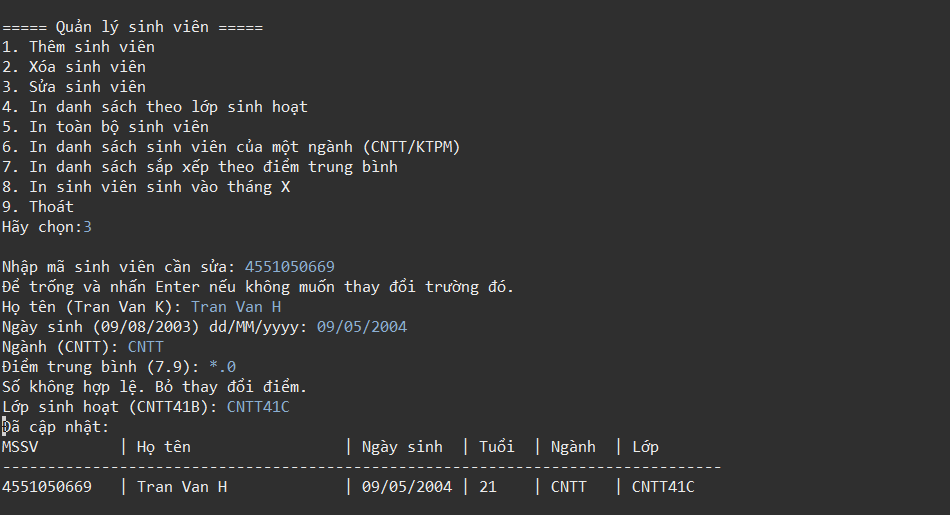 ===== Quản lý sinh viên =====
1. Thêm sinh viên
2. Xóa sinh viên
3. Sửa sinh viên
4. In danh sách theo lớp sinh hoạt
5. In toàn bộ sinh viên
6. In danh sách sinh viên của một ngành (CNTT/KTPM)
7. In danh sách sắp xếp theo điểm trung bình
8. In sinh viên sinh vào tháng X
9. Thoát
Hãy chọn:3
Nhập mã sinh viên cần sửa: 4551050669
Để trống và nhấn Enter nếu không muốn thay đổi trường đó.
Họ tên (Tran Van K): Tran Van H
Ngày sinh (09/08/2003) dd/MM/yyyy: 09/05/2004
Ngành (CNTT): CNTT
Điểm trung bình (7.9): *.0
Số không hợp lệ. Bỏ thay đổi điểm.
Lớp sinh hoạt (CNTT41B): CNTT41C
Đã cập nhật:
MSSV | Họ tên | Ngày sinh | Tuổi | Ngành | Lớp
--------------------------------------------------------------------------------
4551050669 | Tran Van H | 09/05/2004 | 21 | CNTT | CNTT41C